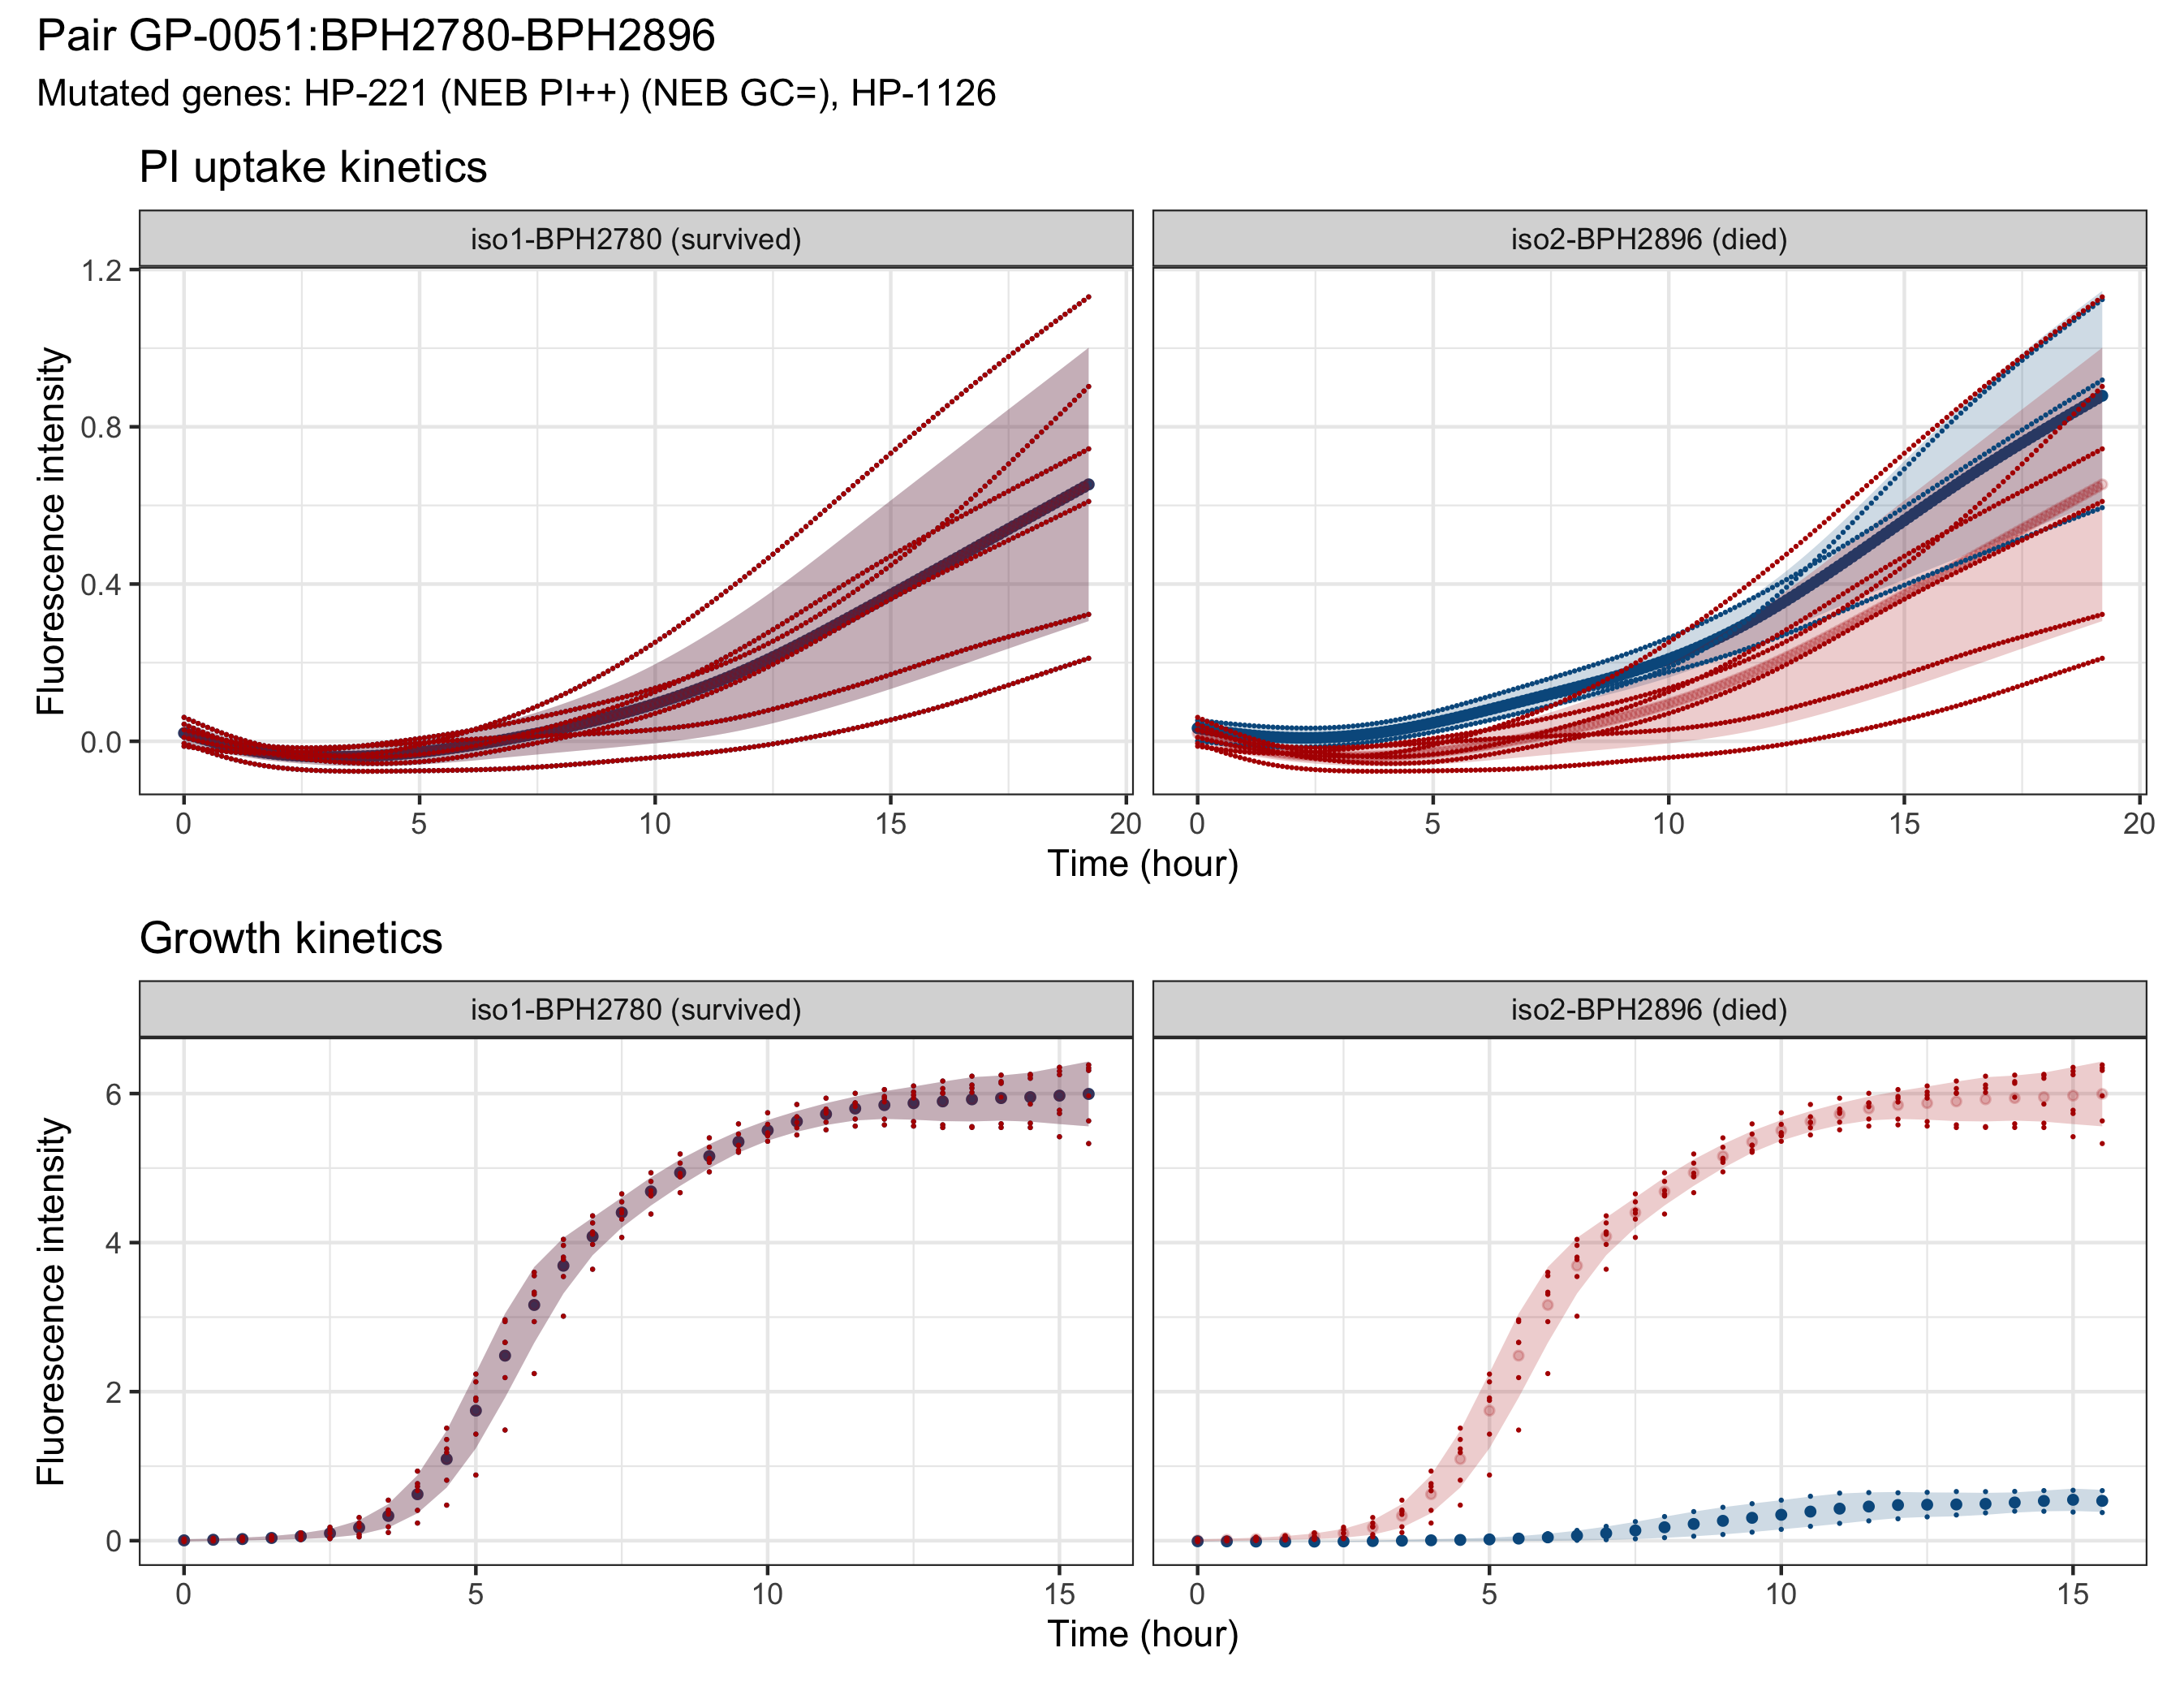 Pair GP-0051:BPH2780-BPH2896
Mutated genes: HP-221 (NEB PI++) (NEB GC=), HP-1126
PI uptake kinetics
iso1-BPH2780 (survived)
iso2-BPH2896 (died)
Fluorescence intensity
1.2
0.8
0.4
0.0
0 5 10 15 20
0 5 10 15 20
Time (hour)
Growth kinetics
iso1-BPH2780 (survived)
iso2-BPH2896 (died)
Fluorescence intensity
6
4
2
0
0 5 10 15
0 5 10 15
Time (hour)